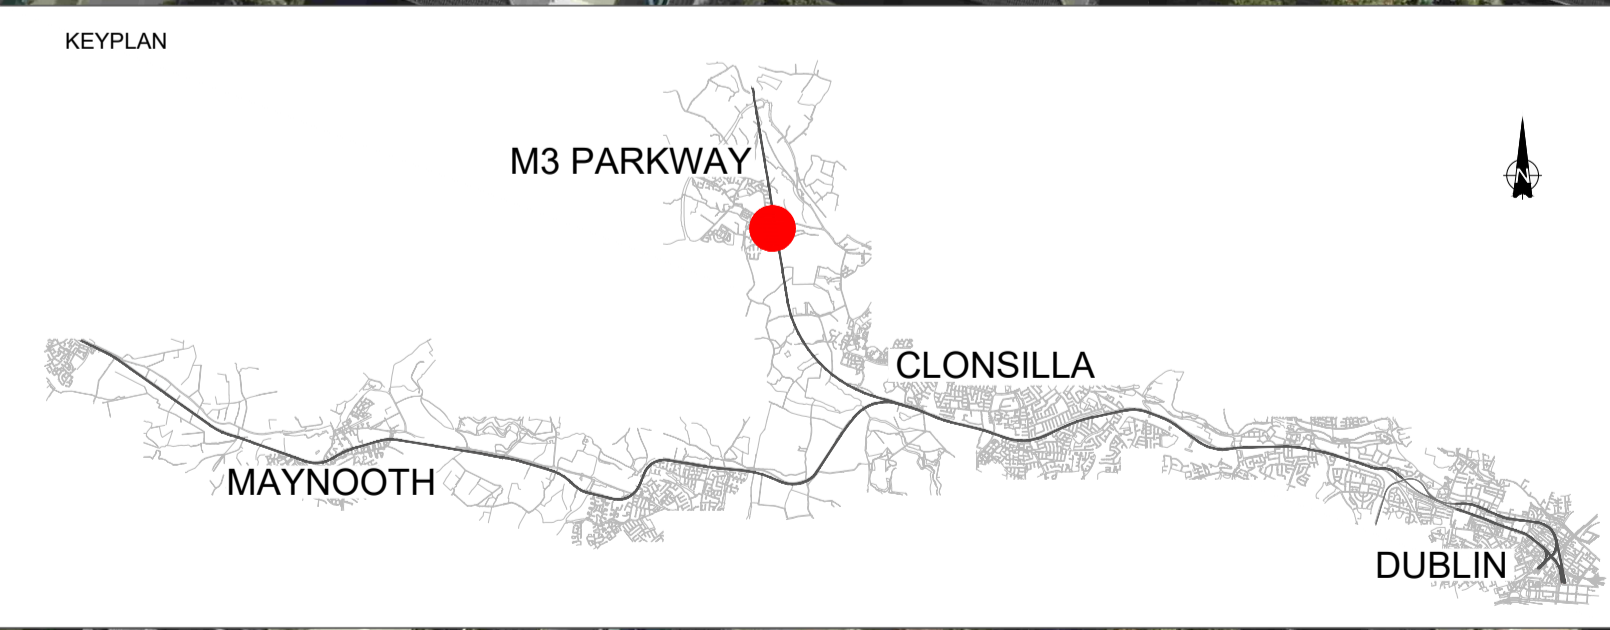 KEYPLAN
M3 PARKWAY
N
CLONSILLA
MAYNOOTH
DUBLIN